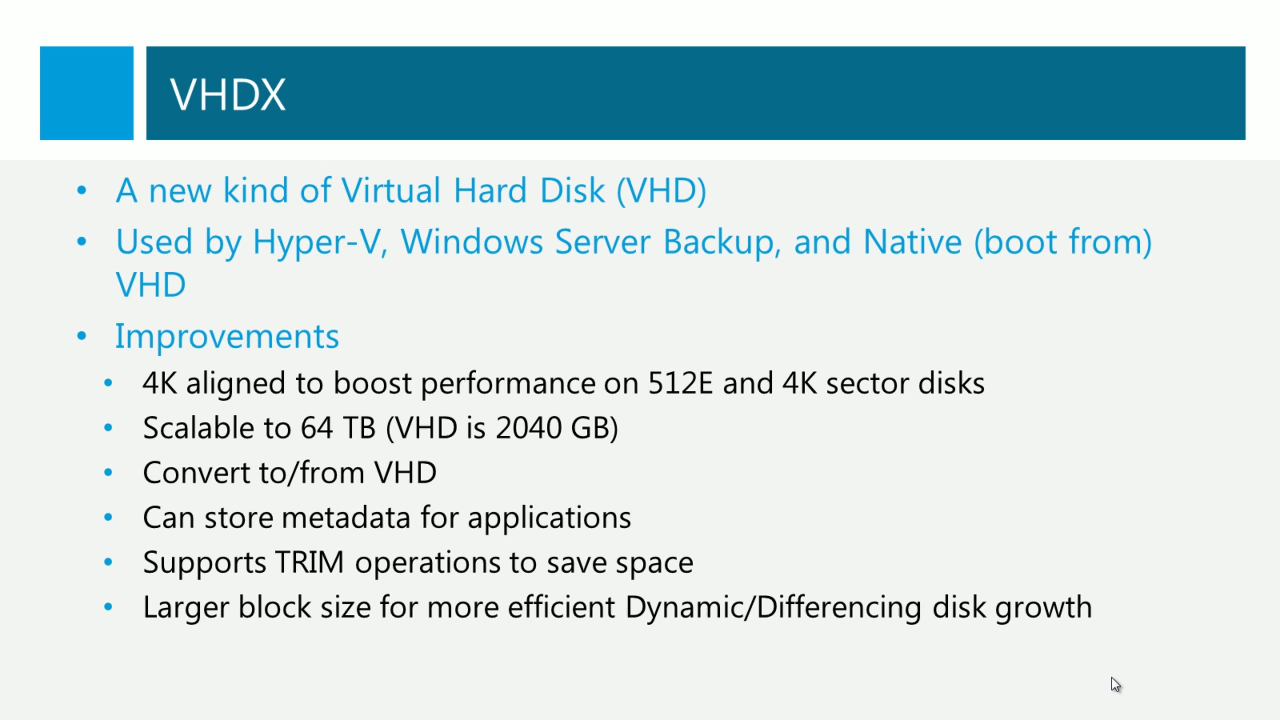 VHDX
• A new kind of Virtual Hard Disk (VHD)
• Used by Hyper-V, Windows Server Backup, and Native (boot from)
VHD
• Improvements
• 4K aligned to boost performance on 512E and 4K sector disks
• Scalable to 64 TB (VHD is 2040 GB)
• Convert to/from VHD
• Can store metadata for applications
• Supports TRIM operations to save space
• Larger block size for more efficient Dynamic/Differencing disk growth